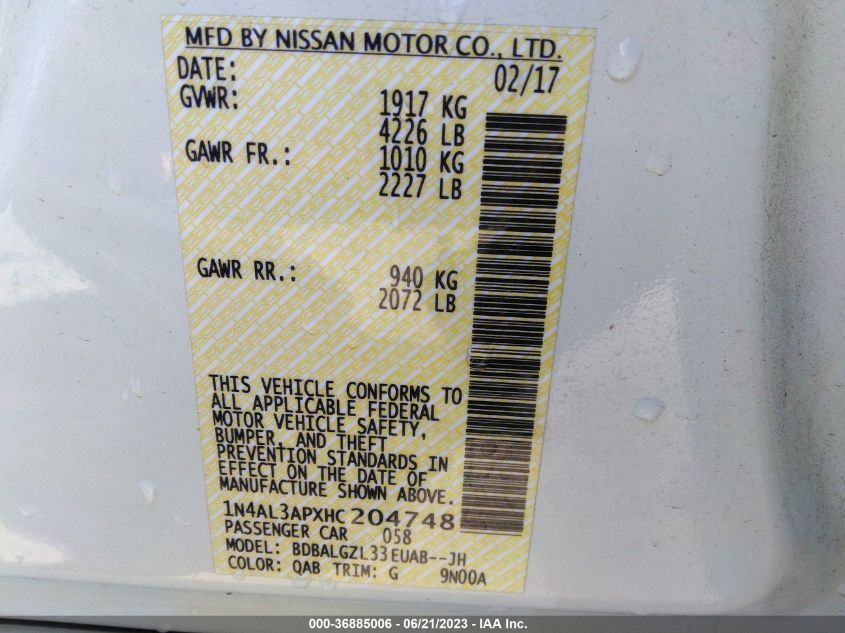 MFD BY NISSAN MOTOR CO., LTD.
DATE: 02/17
GVWR: 1917 KG
4226 LB
GAWR FR.: 1010 KG
2227 LB
GAWR RR.: 940 KG
2072 LB
THIS VEHICLE CONFORMS TO
ALL APPLICABLE FEDERAL
MOTOR VEHICLE SAFETY,
BUMPER, AND THEFT
PREVENTION STANDARDS IN
EFFECT ON THE DATE OF
MANUFACTURE SHOWN ABOVE.
1N4AL3APXHC204748
PASSENGER CAR 058
MODEL: BDBALGZL33EUAB--JH
COLOR: QAB TRIM: G 9N00A
000-36885006 - 06/21/2023 - IAA Inc.